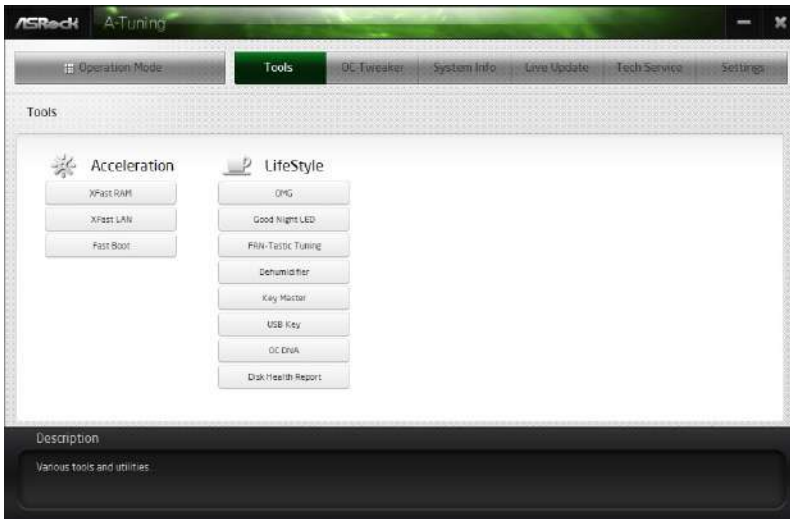 ASRock A-Tuning
Operation Mode Tools OC Tweaker System Info Live Update Tech Service Settings
Tools
Acceleration LifeStyle
XFast RAM OMG
XFast LAN Good Night LED
Fast Boot FAN-Tastic Tuning
Dehumidifier
Key Master
USB Key
OC DNA
Disk Health Report
Description
Various tools and utilities